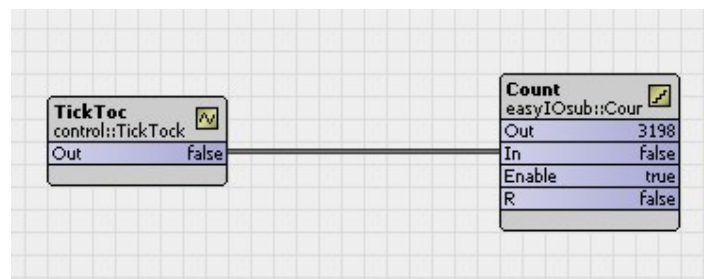 TickToc
control::TickTock
Out false
Count
easyIOsub::Cour
Out 3198
In false
Enable true
R false